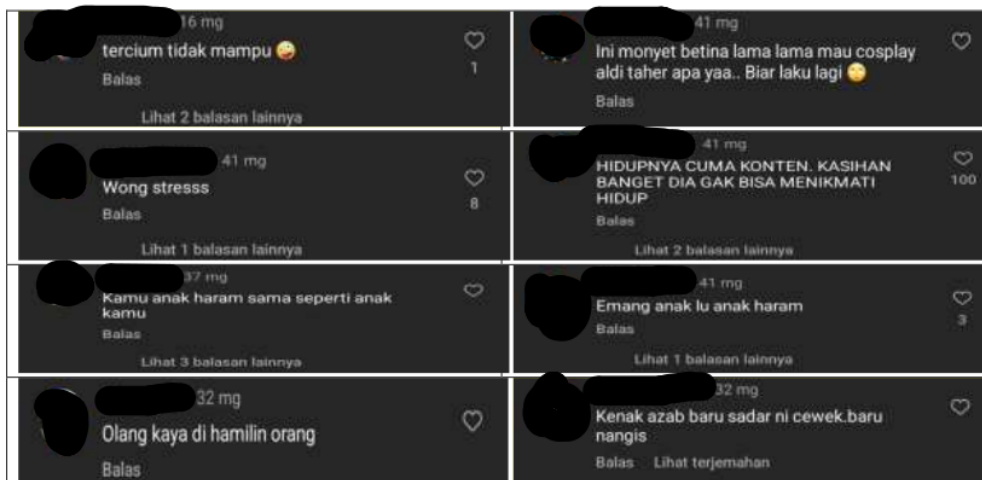 16 mg
tercium tidak mampu 🤪
1
Balas
Lihat 2 balasan lainnya
41 mg
Ini monyet betina lama lama mau cosplay
aldi taher apa yaa.. Biar laku lagi 🙄
Balas
41 mg
Wong stresss
8
Balas
Lihat 1 balasan lainnya
41 mg
HIDUPNYA CUMA KONTEN. KASIHAN
BANGET DIA GAK BISA MENIKMATI
HIDUP
100
Balas
Lihat 2 balasan lainnya
37 mg
Kamu anak haram sama seperti anak
kamu
Balas
Lihat 3 balasan lainnya
41 mg
Emang anak lu anak haram
3
Balas
Lihat 1 balasan lainnya
32 mg
Olang kaya di hamilin orang
Balas
32 mg
Kenak azab baru sadar ni cewek.baru
nangis
Balas Lihat terjemahan